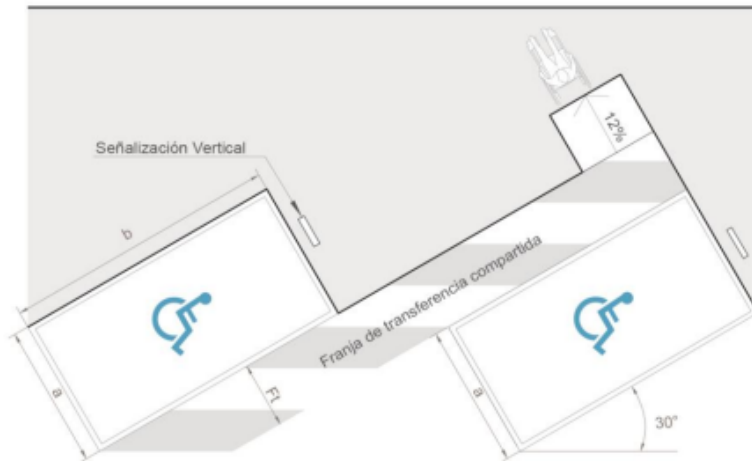 12%
Señalización Vertical
b
Franja de transferencia compartida
a
Ft
a
30°